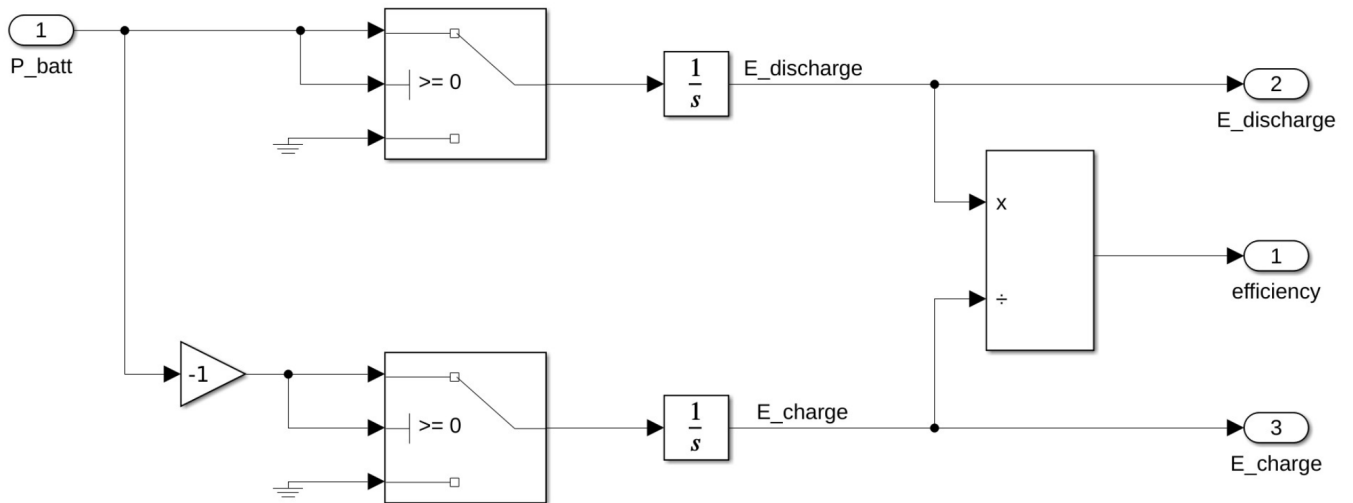 1
P_batt
>= 0
1
s
E_discharge
2
E_discharge
x
÷
1
efficiency
-1
>= 0
1
s
E_charge
3
E_charge